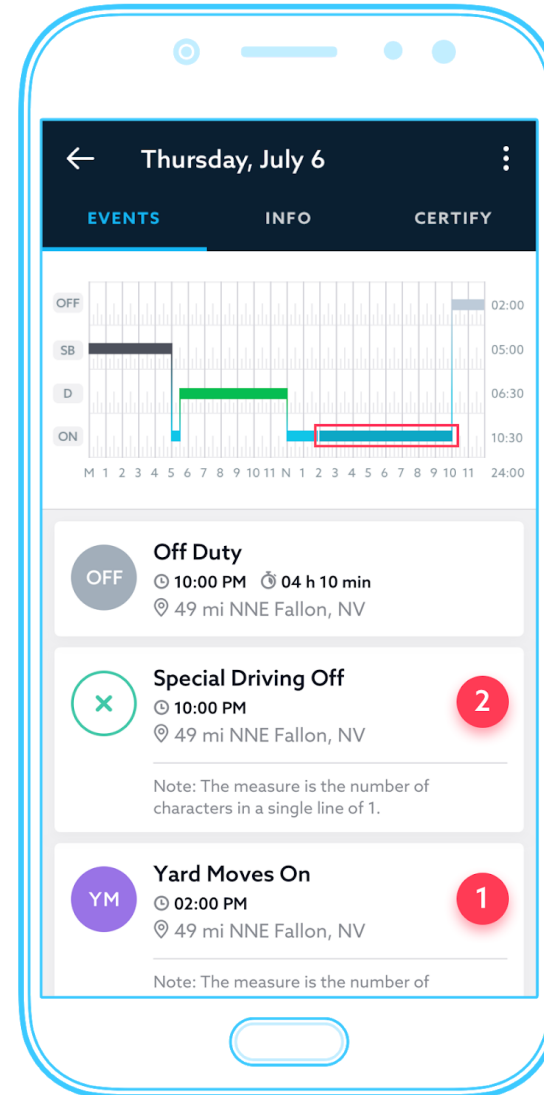 Thursday, July 6
EVENTS INFO CERTIFY
OFF 02:00
SB 05:00
D 06:30
ON 10:30
M 1 2 3 4 5 6 7 8 9 10 11 N 1 2 3 4 5 6 7 8 9 10 11 24:00
OFF
Off Duty
10:00 PM 04 h 10 min
49 mi NNE Fallon, NV
Special Driving Off
10:00 PM
49 mi NNE Fallon, NV
2
Note: The measure is the number of
characters in a single line of 1.
YM
Yard Moves On
02:00 PM
49 mi NNE Fallon, NV
1
Note: The measure is the number of